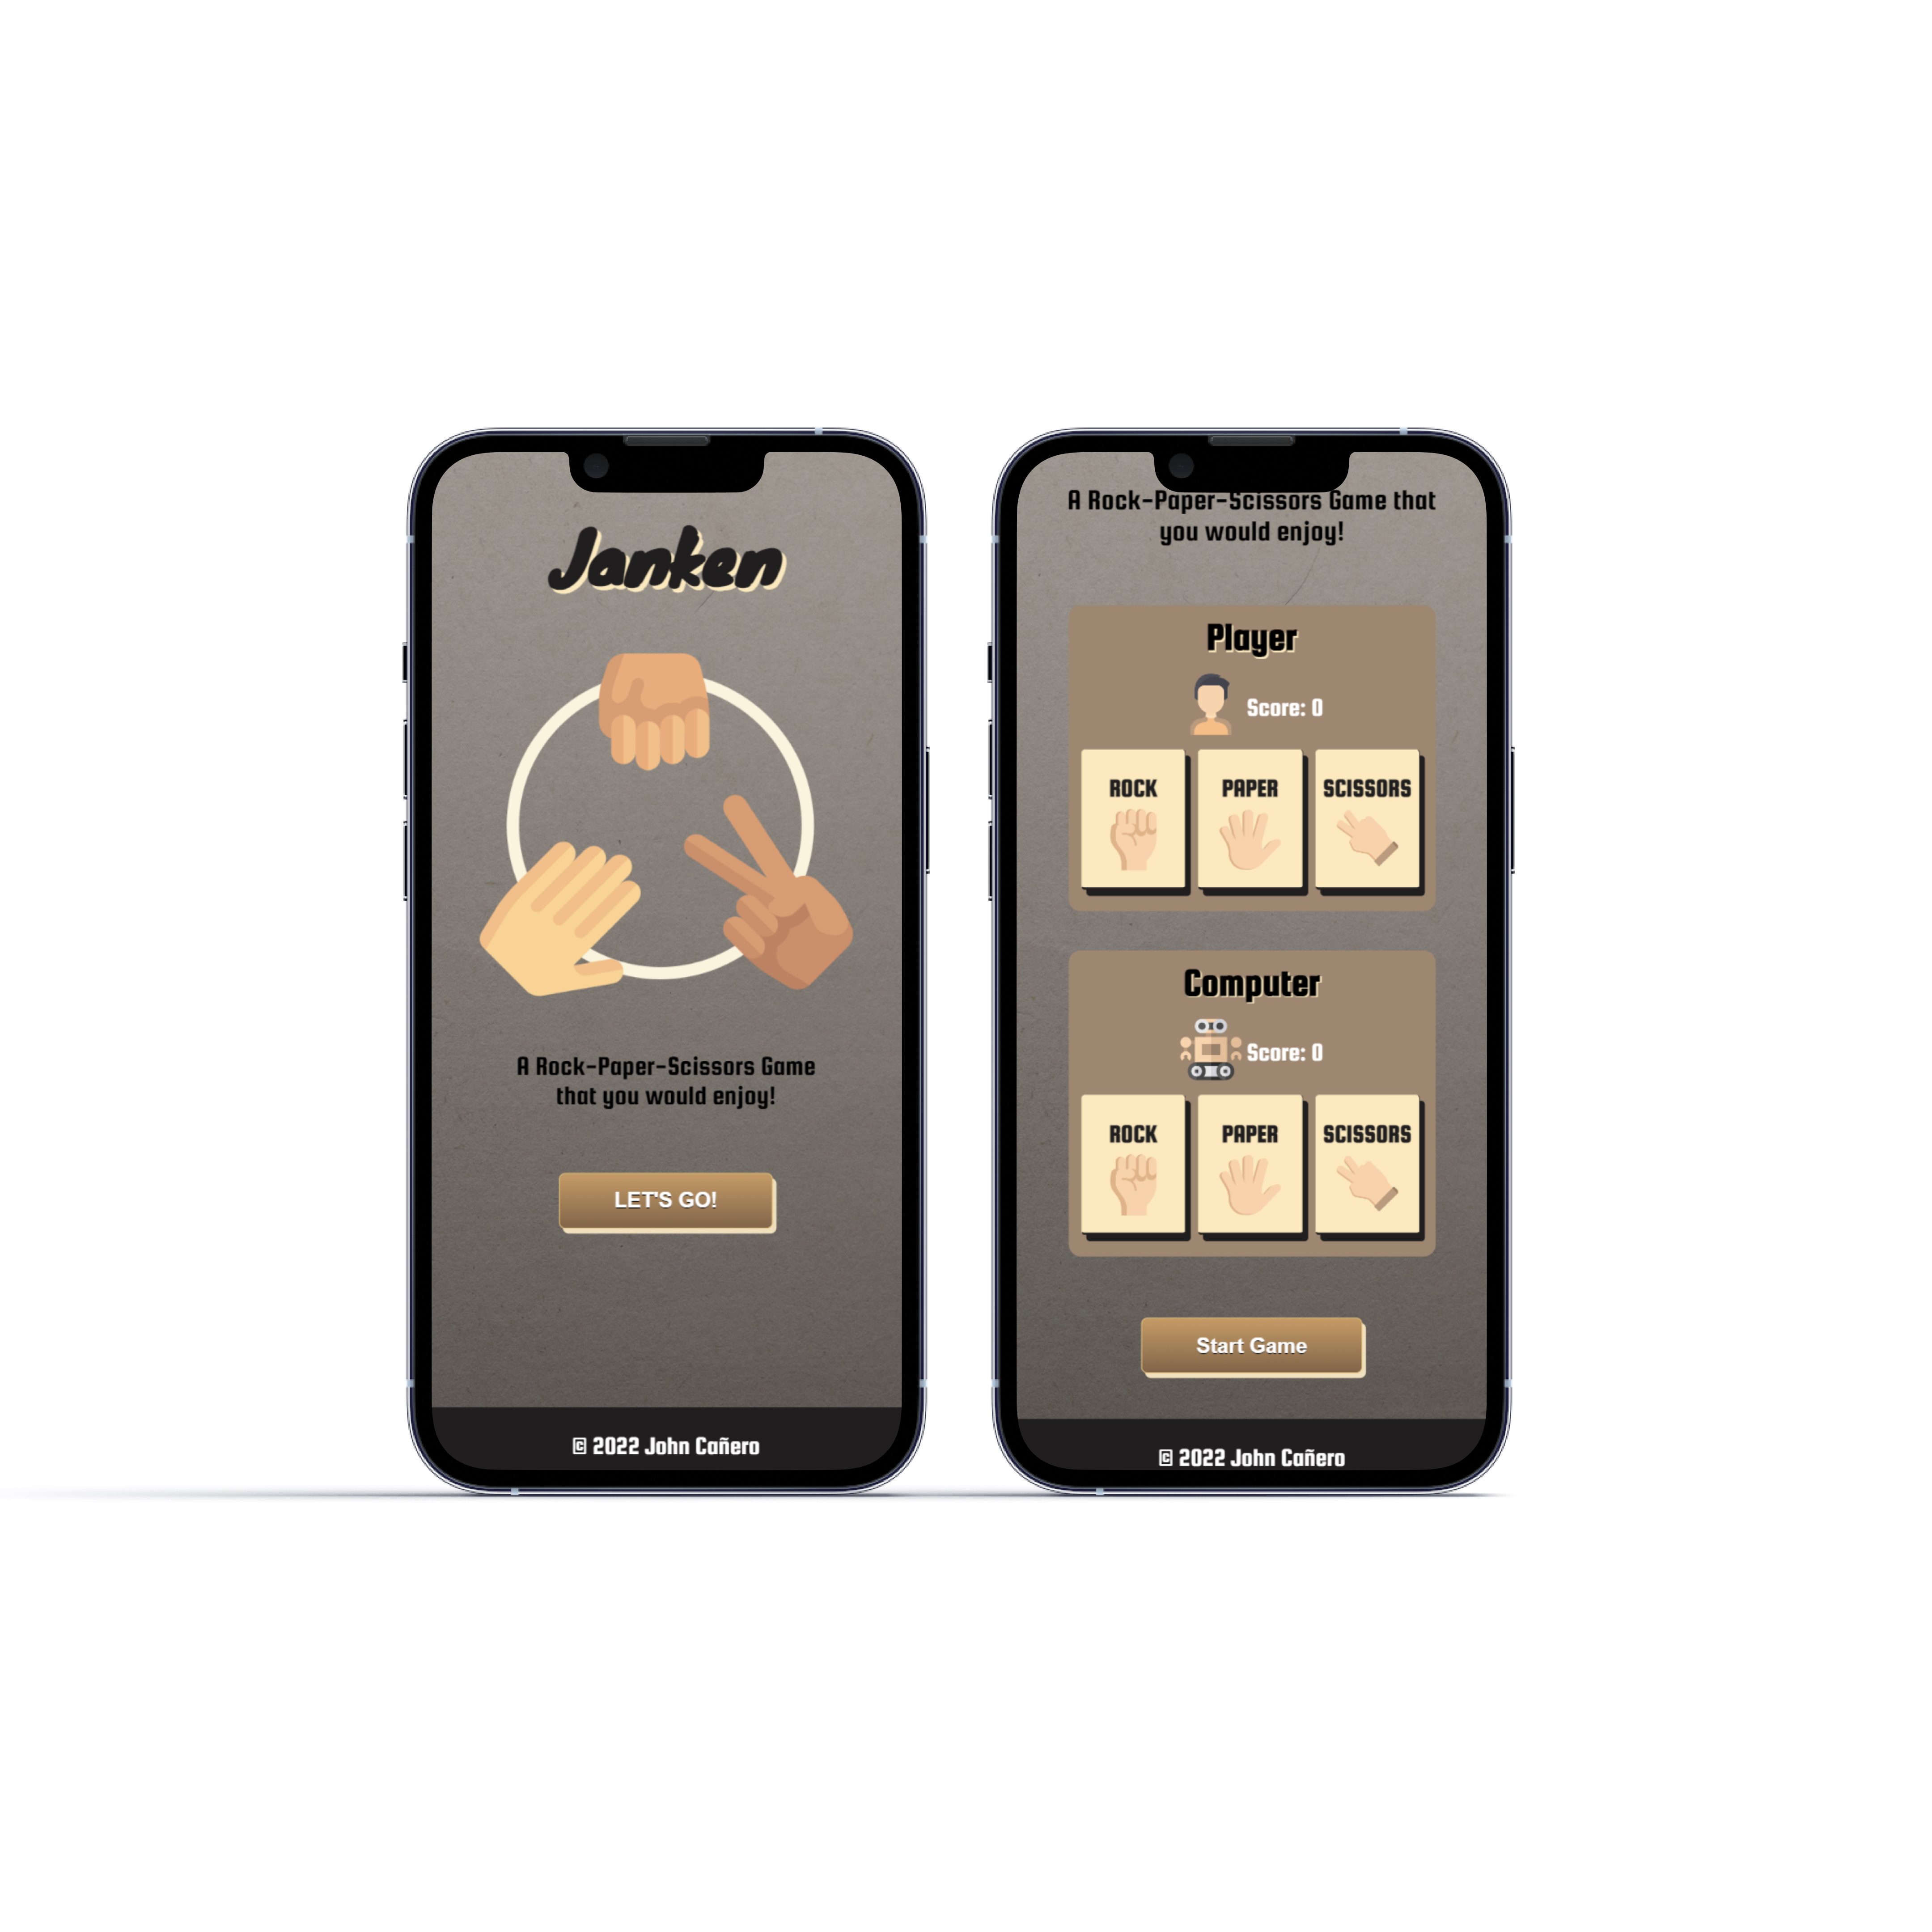 Janken
A Rock-Paper-Scissors Game
that you would enjoy!
LET'S GO!
© 2022 John Cañero
A Rock-Paper-Scissors Game that
you would enjoy!
Player
Score: 0
ROCK PAPER SCISSORS
Computer
Score: 0
ROCK PAPER SCISSORS
Start Game
© 2022 John Cañero